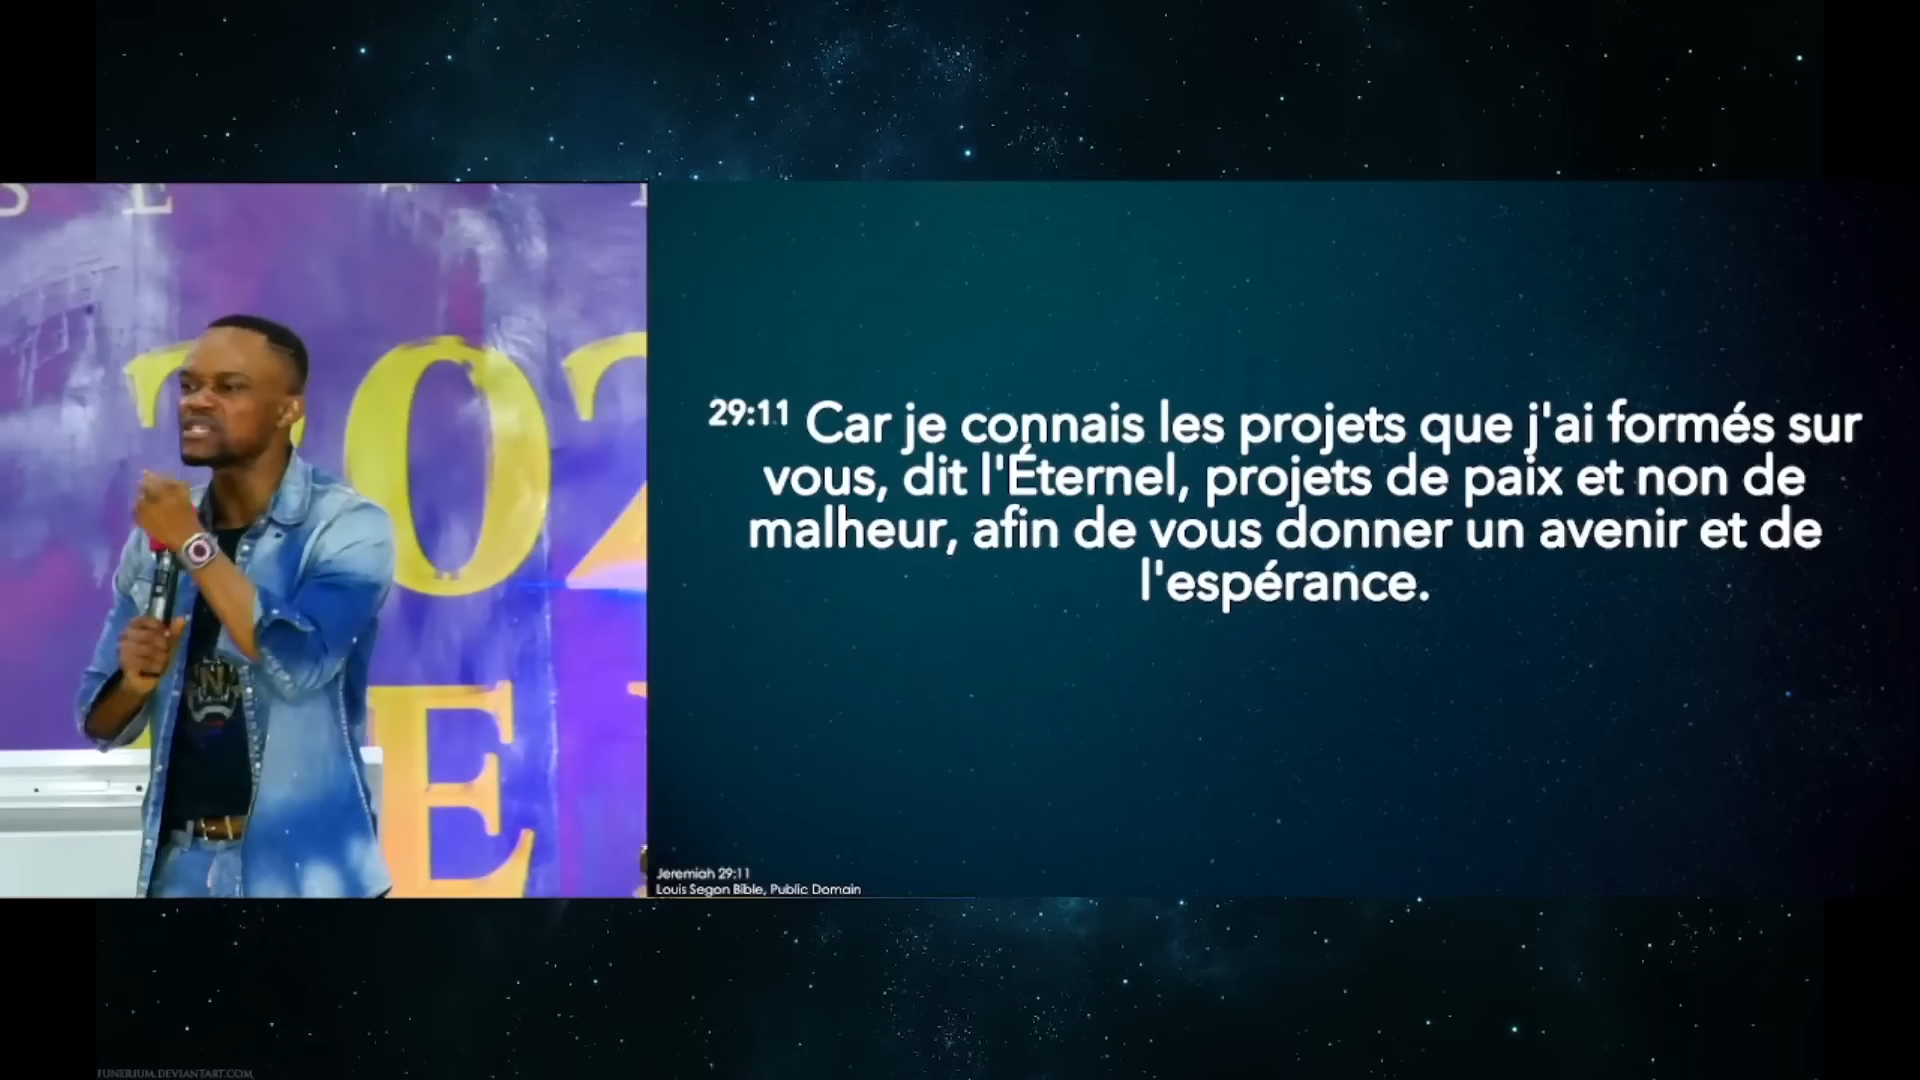 S E
202
E
29:11 Car je connais les projets que j'ai formés sur
vous, dit l'Éternel, projets de paix et non de
malheur, afin de vous donner un avenir et de
l'espérance.
Jeremiah 29:11
Louis Segon Bible, Public Domain
FUNERIUM.DEVIANTART.COM